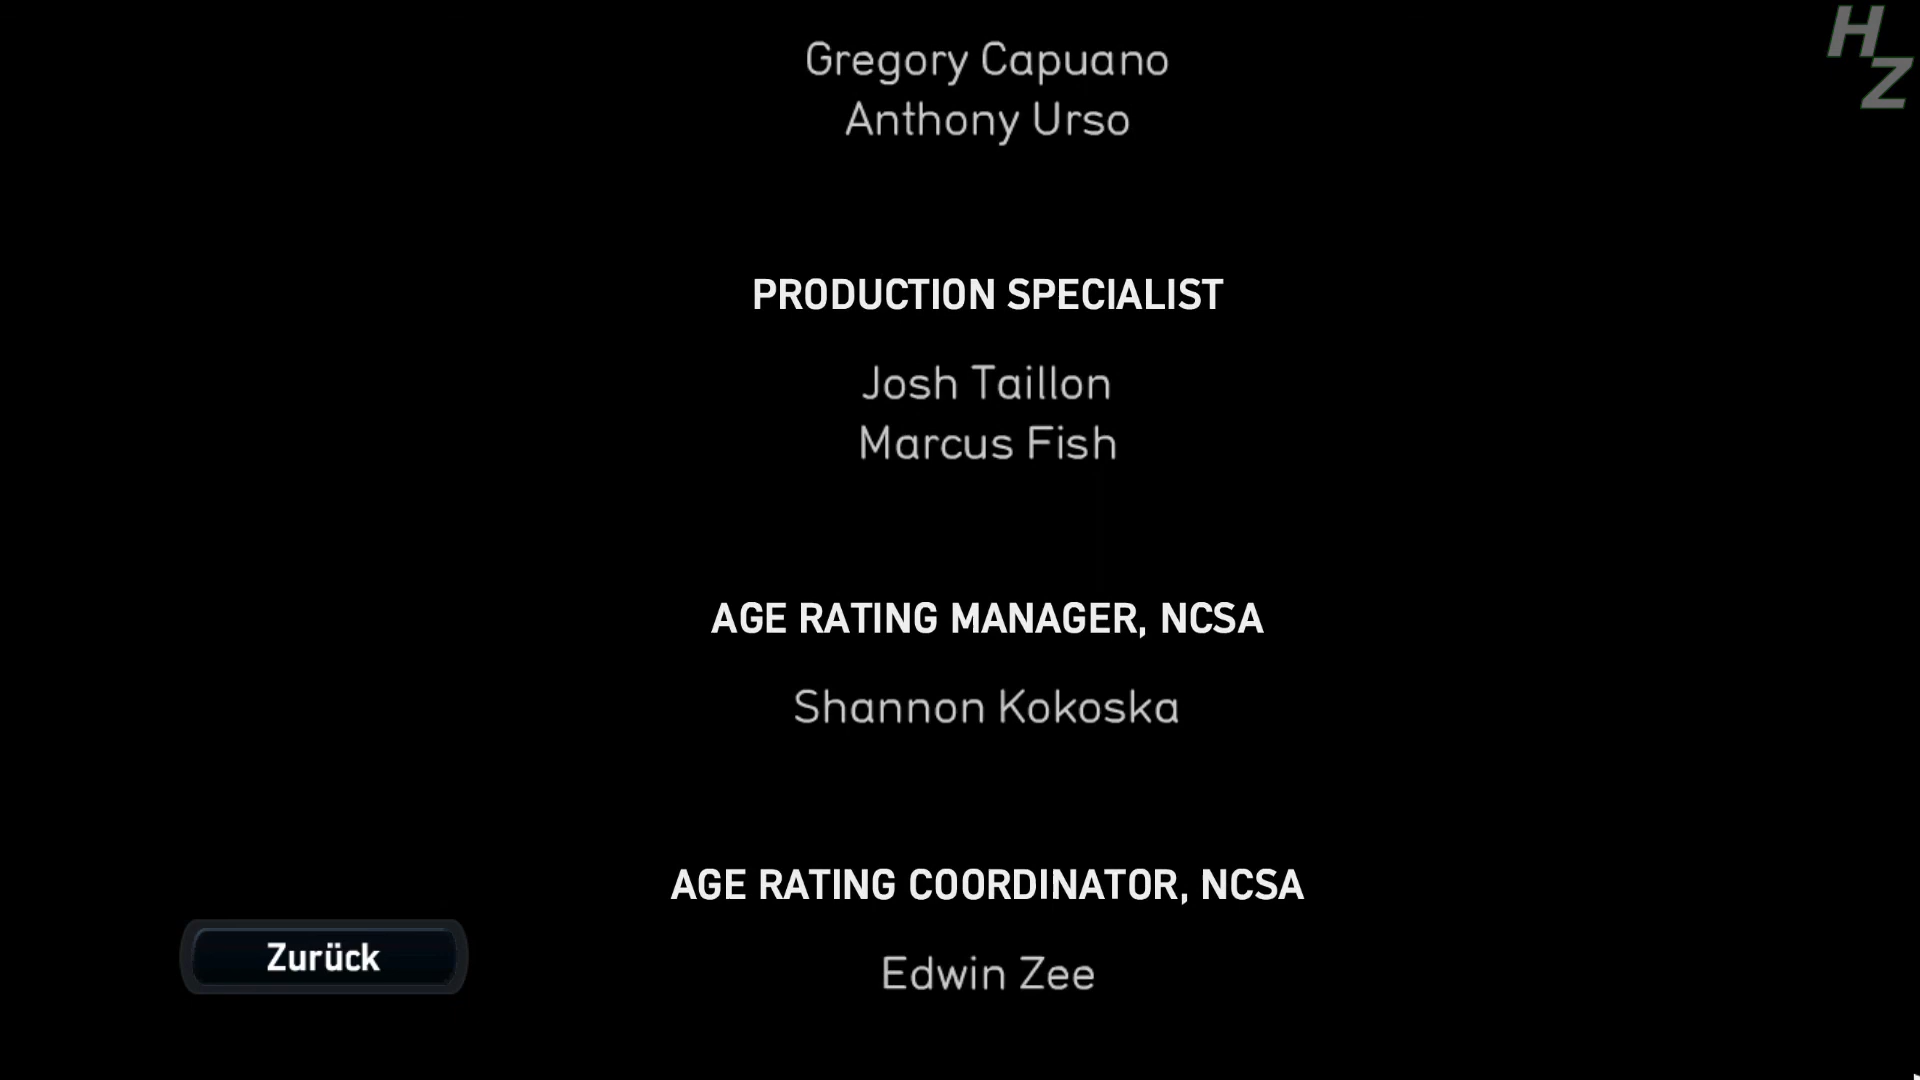 Gregory Capuano
Anthony Urso
PRODUCTION SPECIALIST
Josh Taillon
Marcus Fish
AGE RATING MANAGER, NCSA
Shannon Kokoska
AGE RATING COORDINATOR, NCSA
Edwin Zee
Zurück
HZ